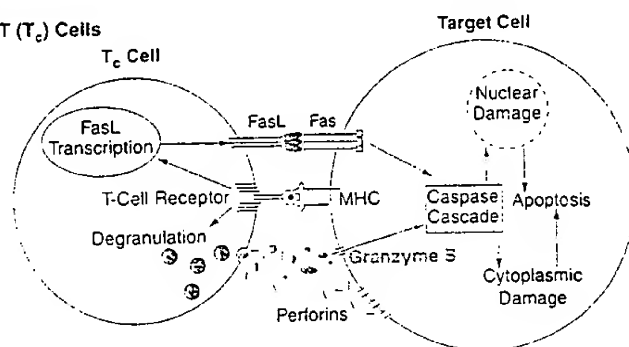 T (Tc) Cells
Target Cell
Tc Cell
Nuclear
Damage
FasL
Transcription
FasL
Fas
T-Cell Receptor
MHC
Caspase
Cascade
Apoptosis
Degranulation
Granzyme B
Cytoplasmic
Damage
Perforins